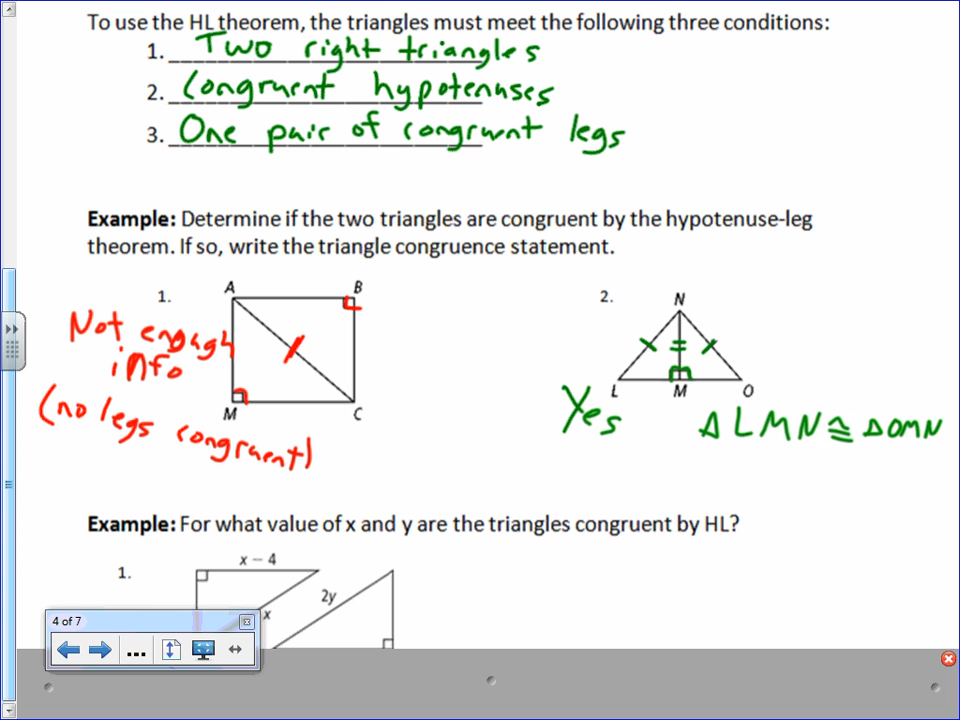 To use the HL theorem, the triangles must meet the following three conditions:
1. Two right triangles
2. Congruent hypotenuses
3. One pair of congruent legs
Example: Determine if the two triangles are congruent by the hypotenuse-leg
theorem. If so, write the triangle congruence statement.
1.
A
B
M
C
Not enough
info
(no legs congruent)
2.
N
L
M
O
Yes
Δ LMN ≅ Δ OMN
Example: For what value of x and y are the triangles congruent by HL?
1.
x – 4
x
2y
4 of 7
...